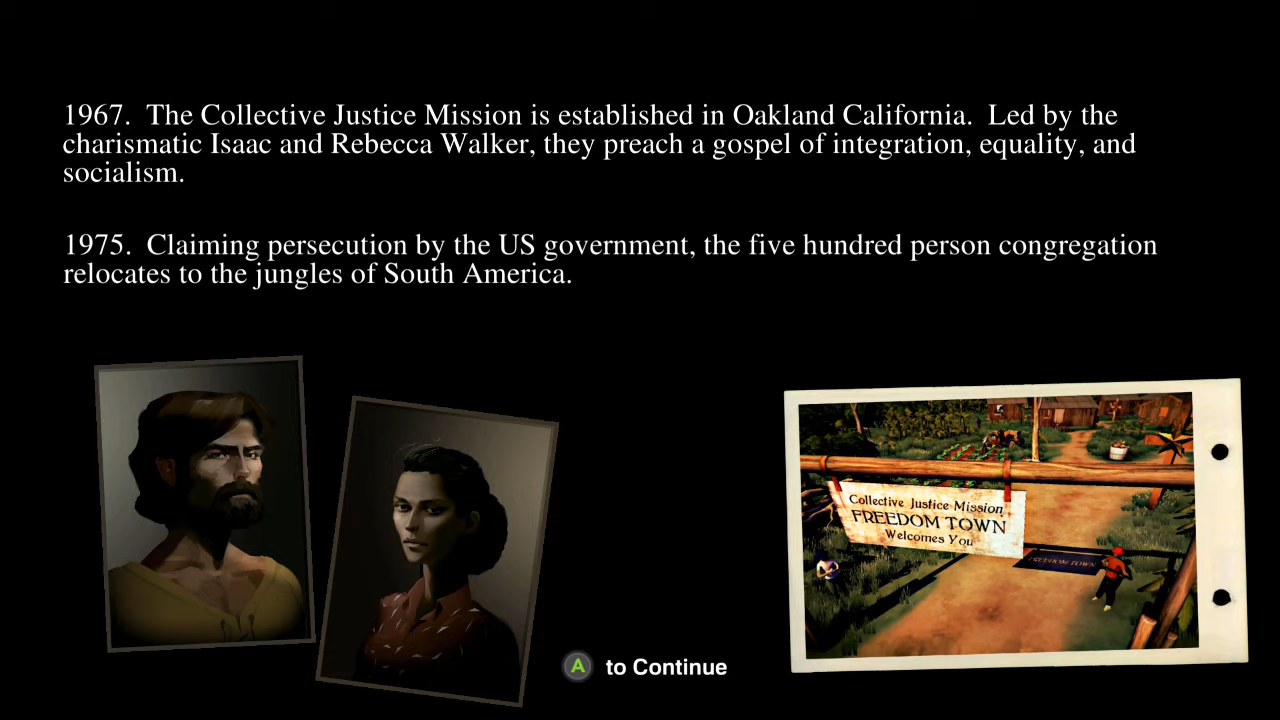 1967.  The Collective Justice Mission is established in Oakland California.  Led by the
charismatic Isaac and Rebecca Walker, they preach a gospel of integration, equality, and
socialism.
1975.  Claiming persecution by the US government, the five hundred person congregation
relocates to the jungles of South America.
Collective Justice Mission
FREEDOM TOWN
Welcomes You
FREEDOM TOWN
A to Continue